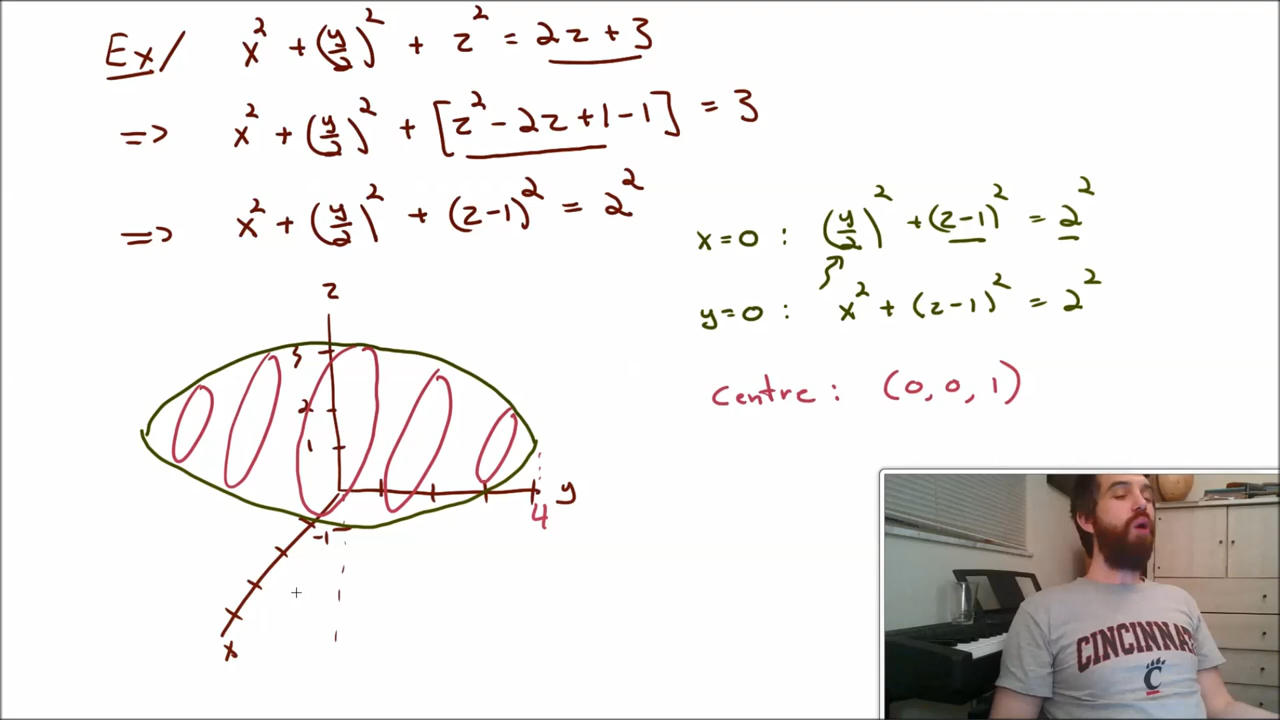 Ex/ x² + (y/2)² + z² = 2z + 3
=> x² + (y/2)² + [z² - 2z + 1 - 1] = 3
=> x² + (y/2)² + (z-1)² = 2²
x=0 : (y/2)² + (z-1)² = 2²
y=0 : x² + (z-1)² = 2²
Centre : (0, 0, 1)
z
3
2
1
y
4
-1
x
CINCINNAT
C